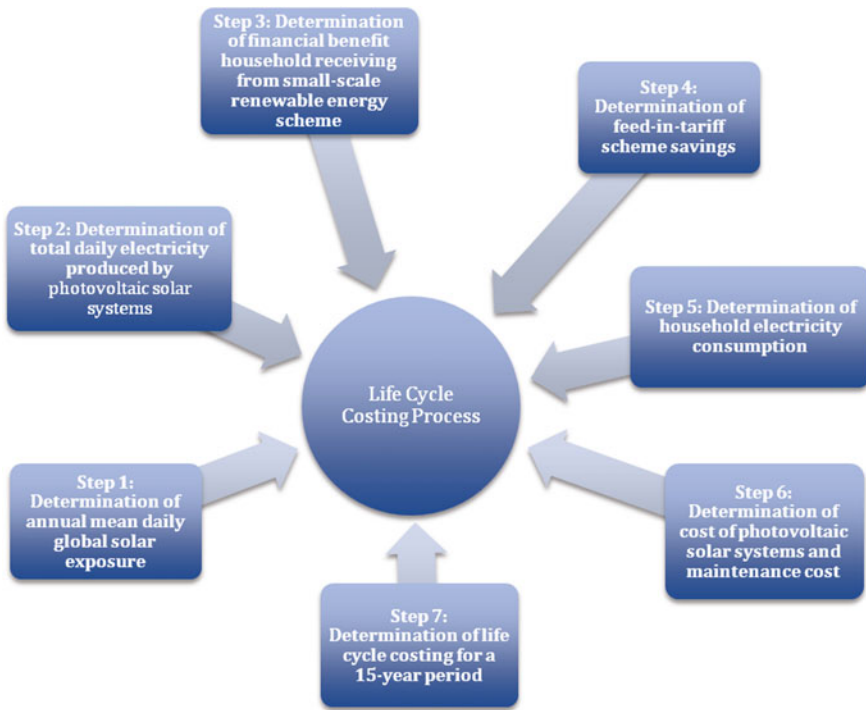 Step 1:
Determination of
annual mean daily
global solar
exposure
Step 2: Determination of
total daily electricity
produced by
photovoltaic solar
systems
Step 3: Determination
of financial benefit
household receiving
from small-scale
renewable energy
scheme
Step 4:
Determination of
feed-in-tariff
scheme savings
Step 5: Determination of
household electricity
consumption
Step 6:
Determination of
cost of photovoltaic
solar systems and
maintenance cost
Step 7:
Determination of life
cycle costing for a
15-year period
Life Cycle
Costing Process